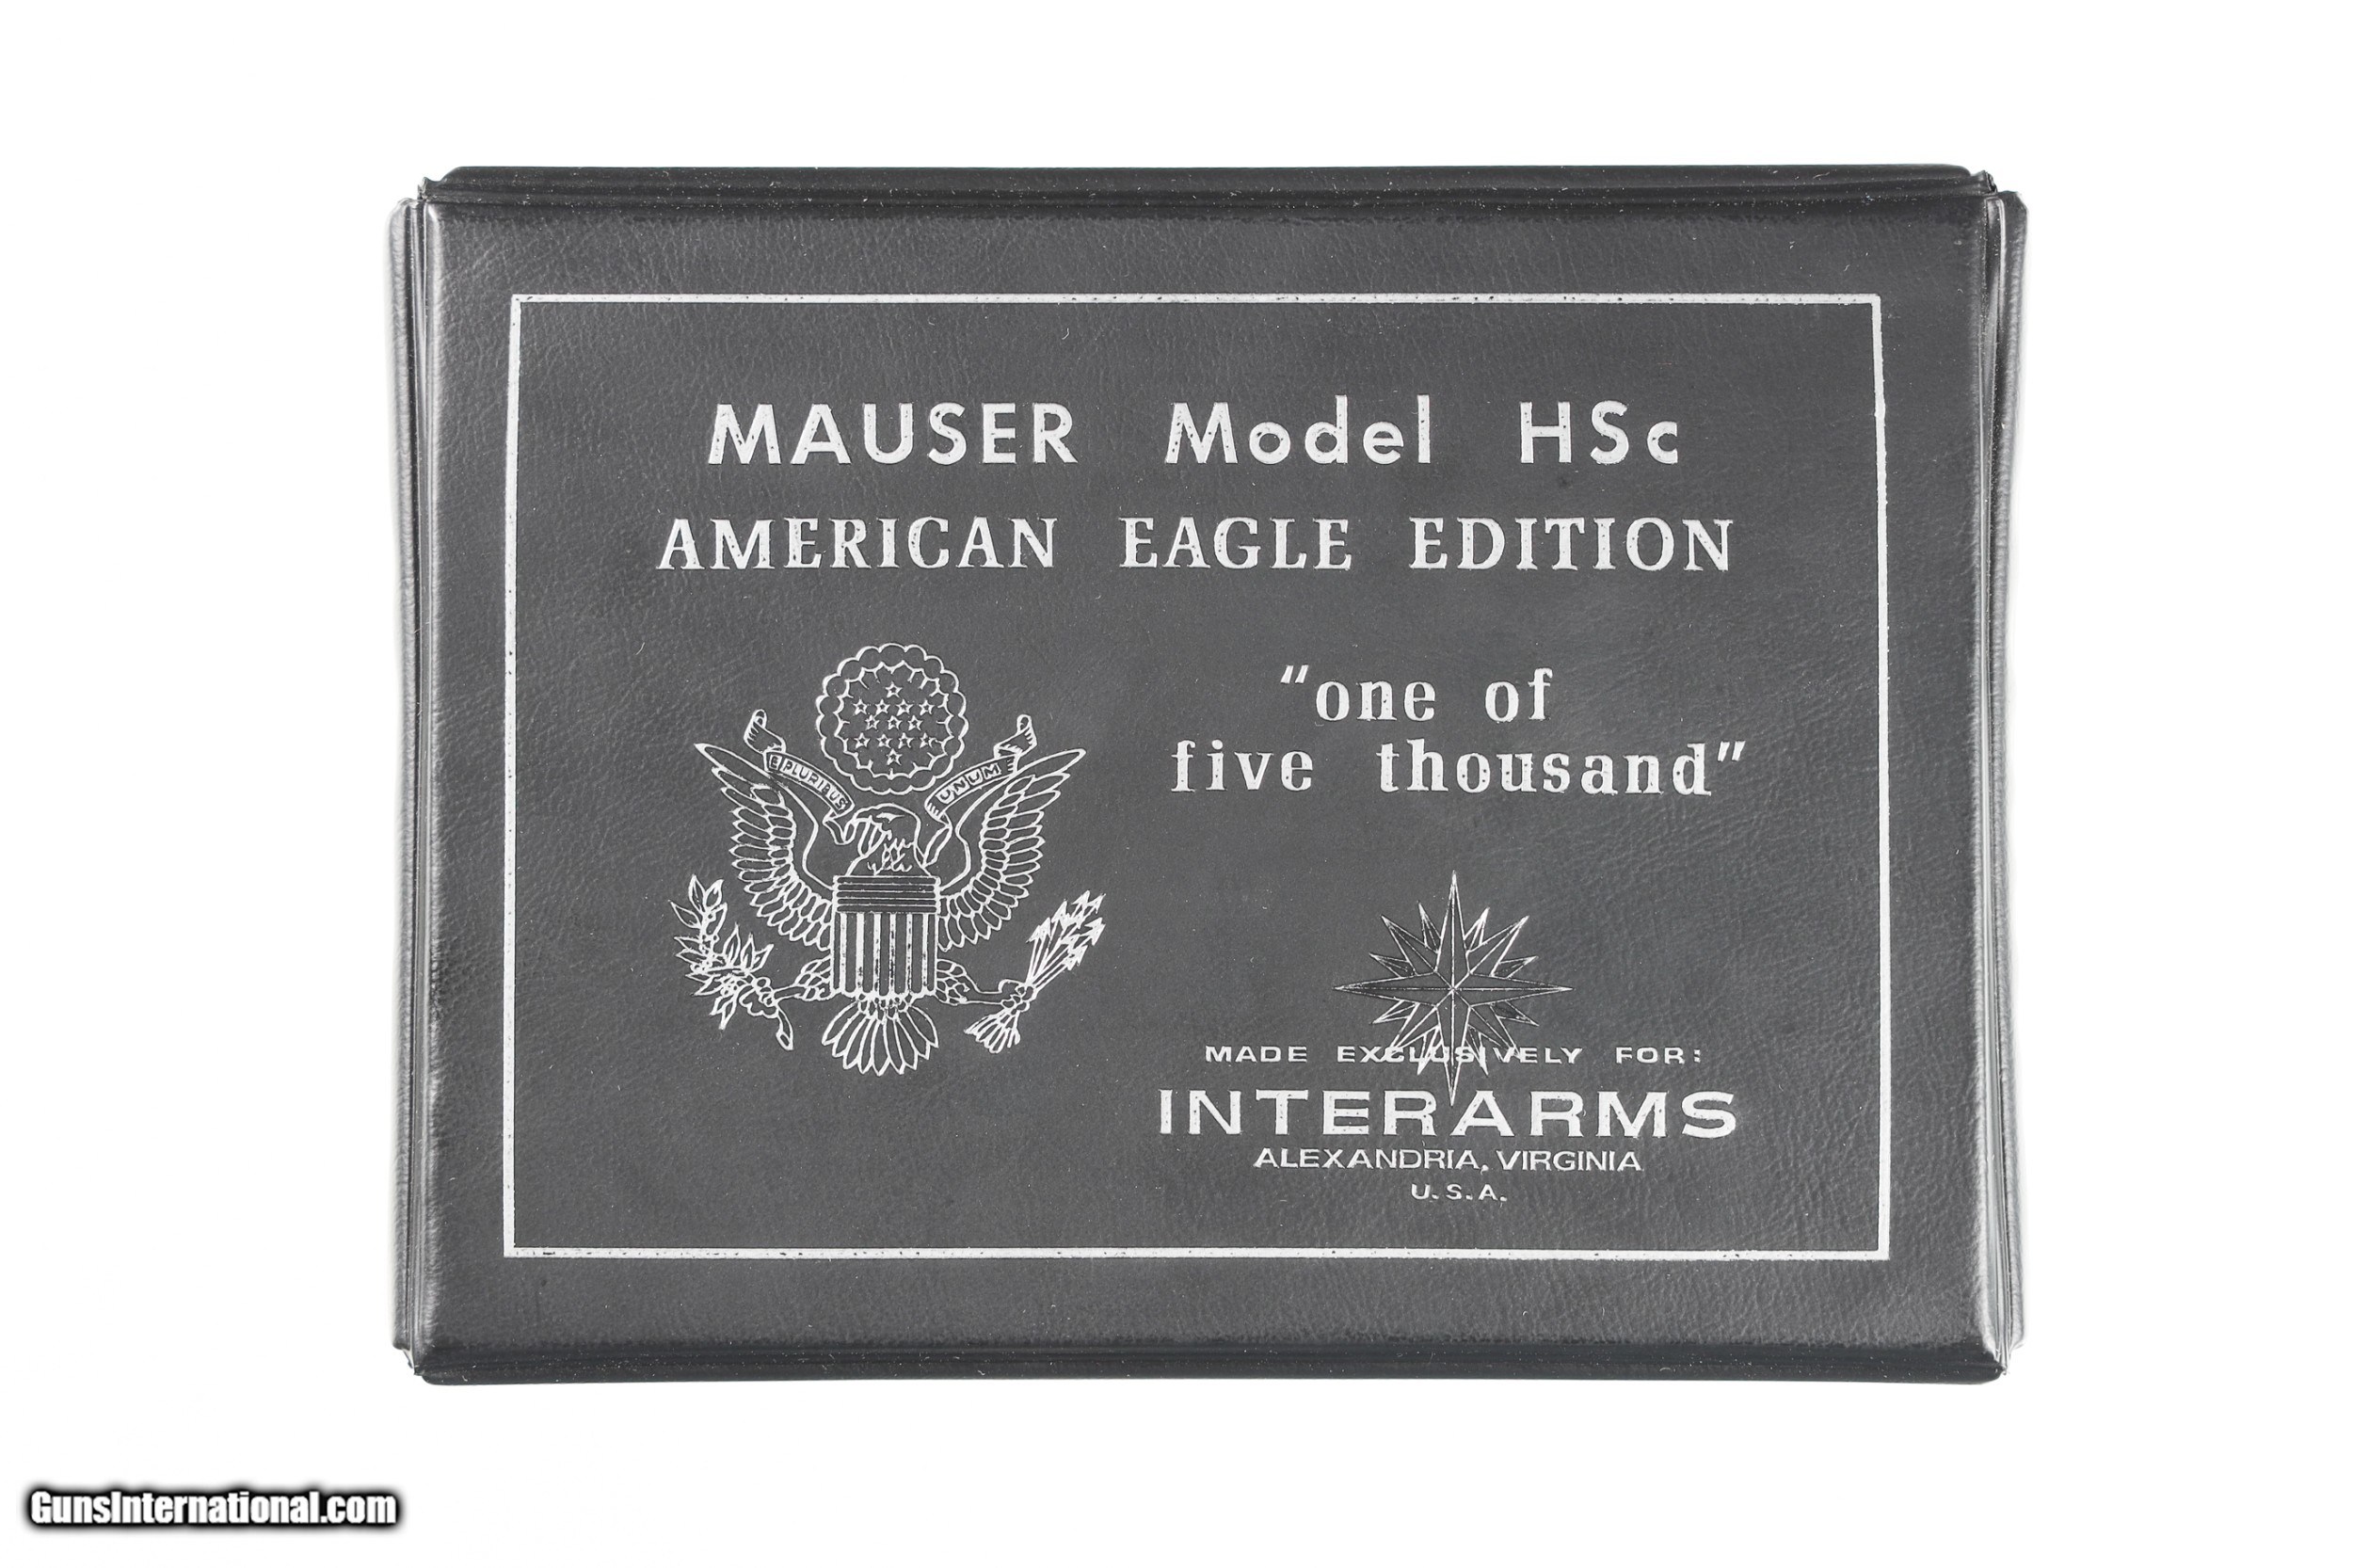 MAUSER Model HSc
AMERICAN EAGLE EDITION
E PLURIBUS UNUM
"one of
five thousand"
MADE EXCLUSIVELY FOR:
INTERARMS
ALEXANDRIA, VIRGINIA
U.S.A.
GunsInternational.com